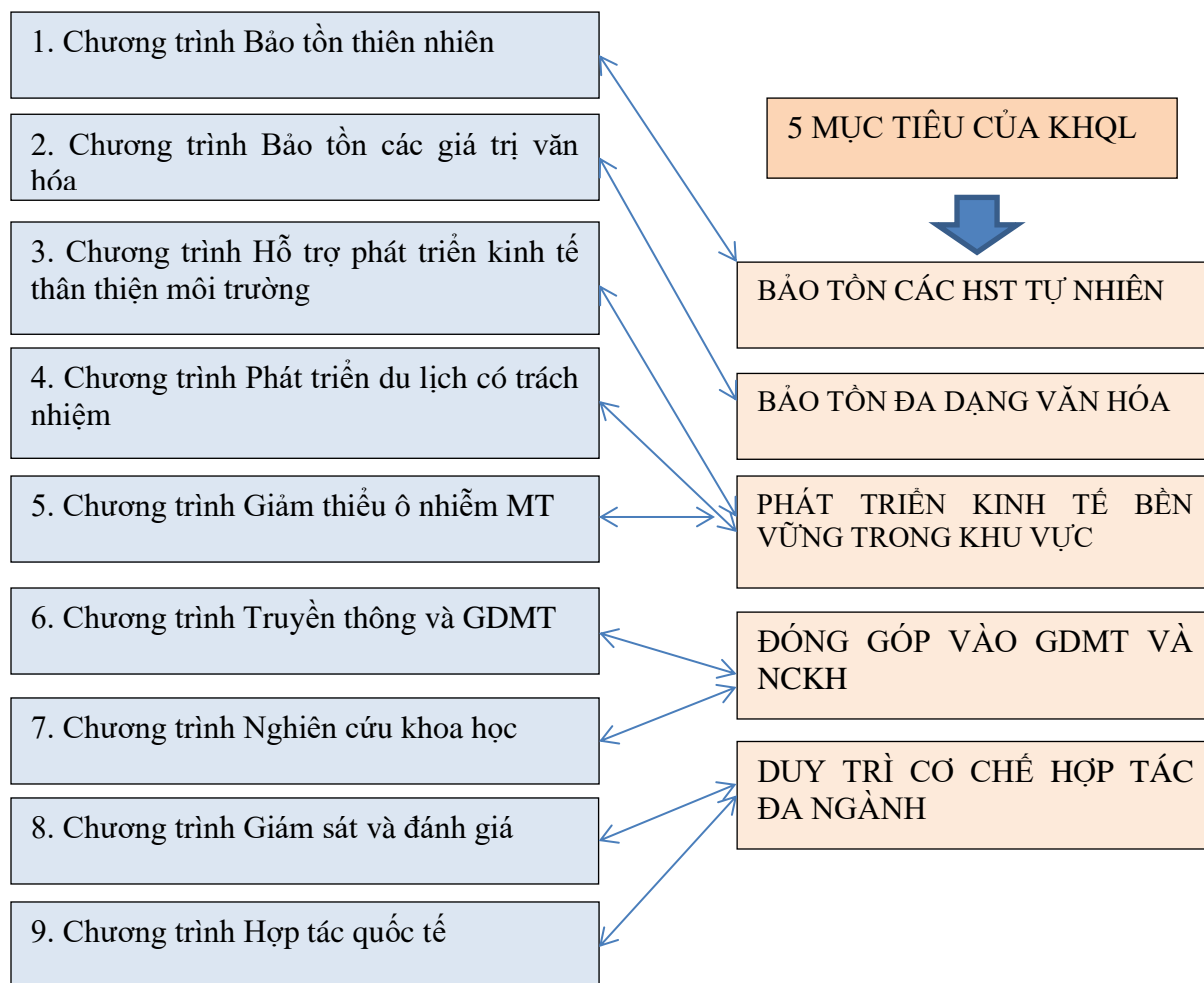 1. Chương trình Bảo tồn thiên nhiên
2. Chương trình Bảo tồn các giá trị văn
hóa
3. Chương trình Hỗ trợ phát triển kinh tế
thân thiện môi trường
4. Chương trình Phát triển du lịch có trách
nhiệm
5. Chương trình Giảm thiểu ô nhiễm MT
6. Chương trình Truyền thông và GDMT
7. Chương trình Nghiên cứu khoa học
8. Chương trình Giám sát và đánh giá
9. Chương trình Hợp tác quốc tế
5 MỤC TIÊU CỦA KHQL
BẢO TỒN CÁC HST TỰ NHIÊN
BẢO TỒN ĐA DẠNG VĂN HÓA
PHÁT TRIỂN KINH TẾ BỀN
VỮNG TRONG KHU VỰC
ĐÓNG GÓP VÀO GDMT VÀ
NCKH
DUY TRÌ CƠ CHẾ HỢP TÁC
ĐA NGÀNH